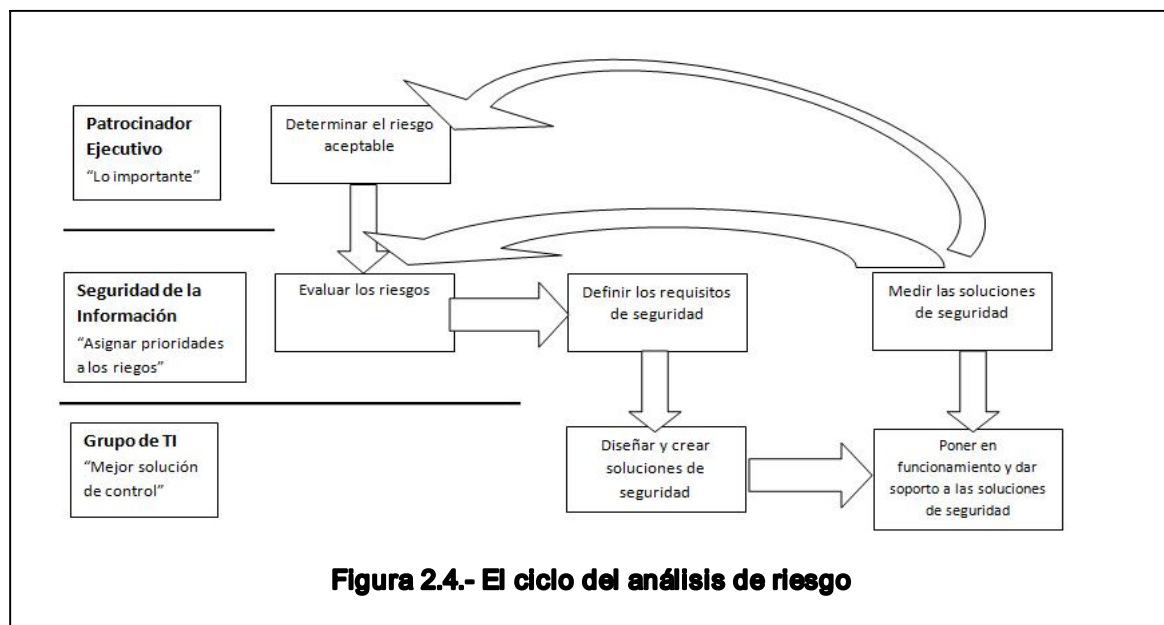 Patrocinador
Ejecutivo
“Lo importante”
Determinar el riesgo
aceptable
Seguridad de la
Información
“Asignar prioridades
a los riegos”
Evaluar los riesgos
Definir los requisitos
de seguridad
Medir las soluciones
de seguridad
Grupo de TI
“Mejor solución
de control”
Diseñar y crear
soluciones de
seguridad
Poner en
funcionamiento y dar
soporto a las soluciones
de seguridad
Figura 2.4.- El ciclo del análisis de riesgo